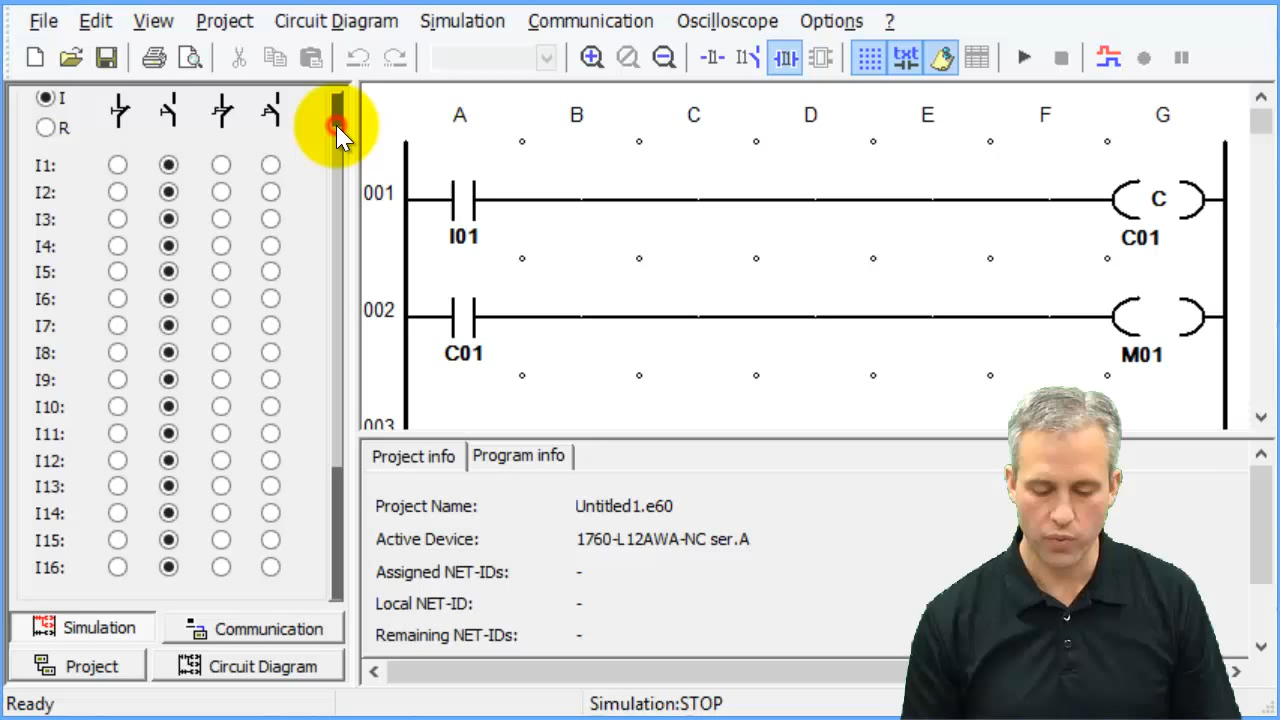 File Edit View Project Circuit Diagram Simulation Communication Oscilloscope Options ?
txt
I
R
I1:
I2:
I3:
I4:
I5:
I6:
I7:
I8:
I9:
I10:
I11:
I12:
I13:
I14:
I15:
I16:
Simulation Communication
Project Circuit Diagram
A B C D E F G
001 C
I01 C01
002
C01 M01
003
Project info Program info
Project Name: Untitled1.e60
Active Device: 1760-L12AWA-NC ser.A
Assigned NET-IDs: -
Local NET-ID: -
Remaining NET-IDs: -
Ready Simulation:STOP